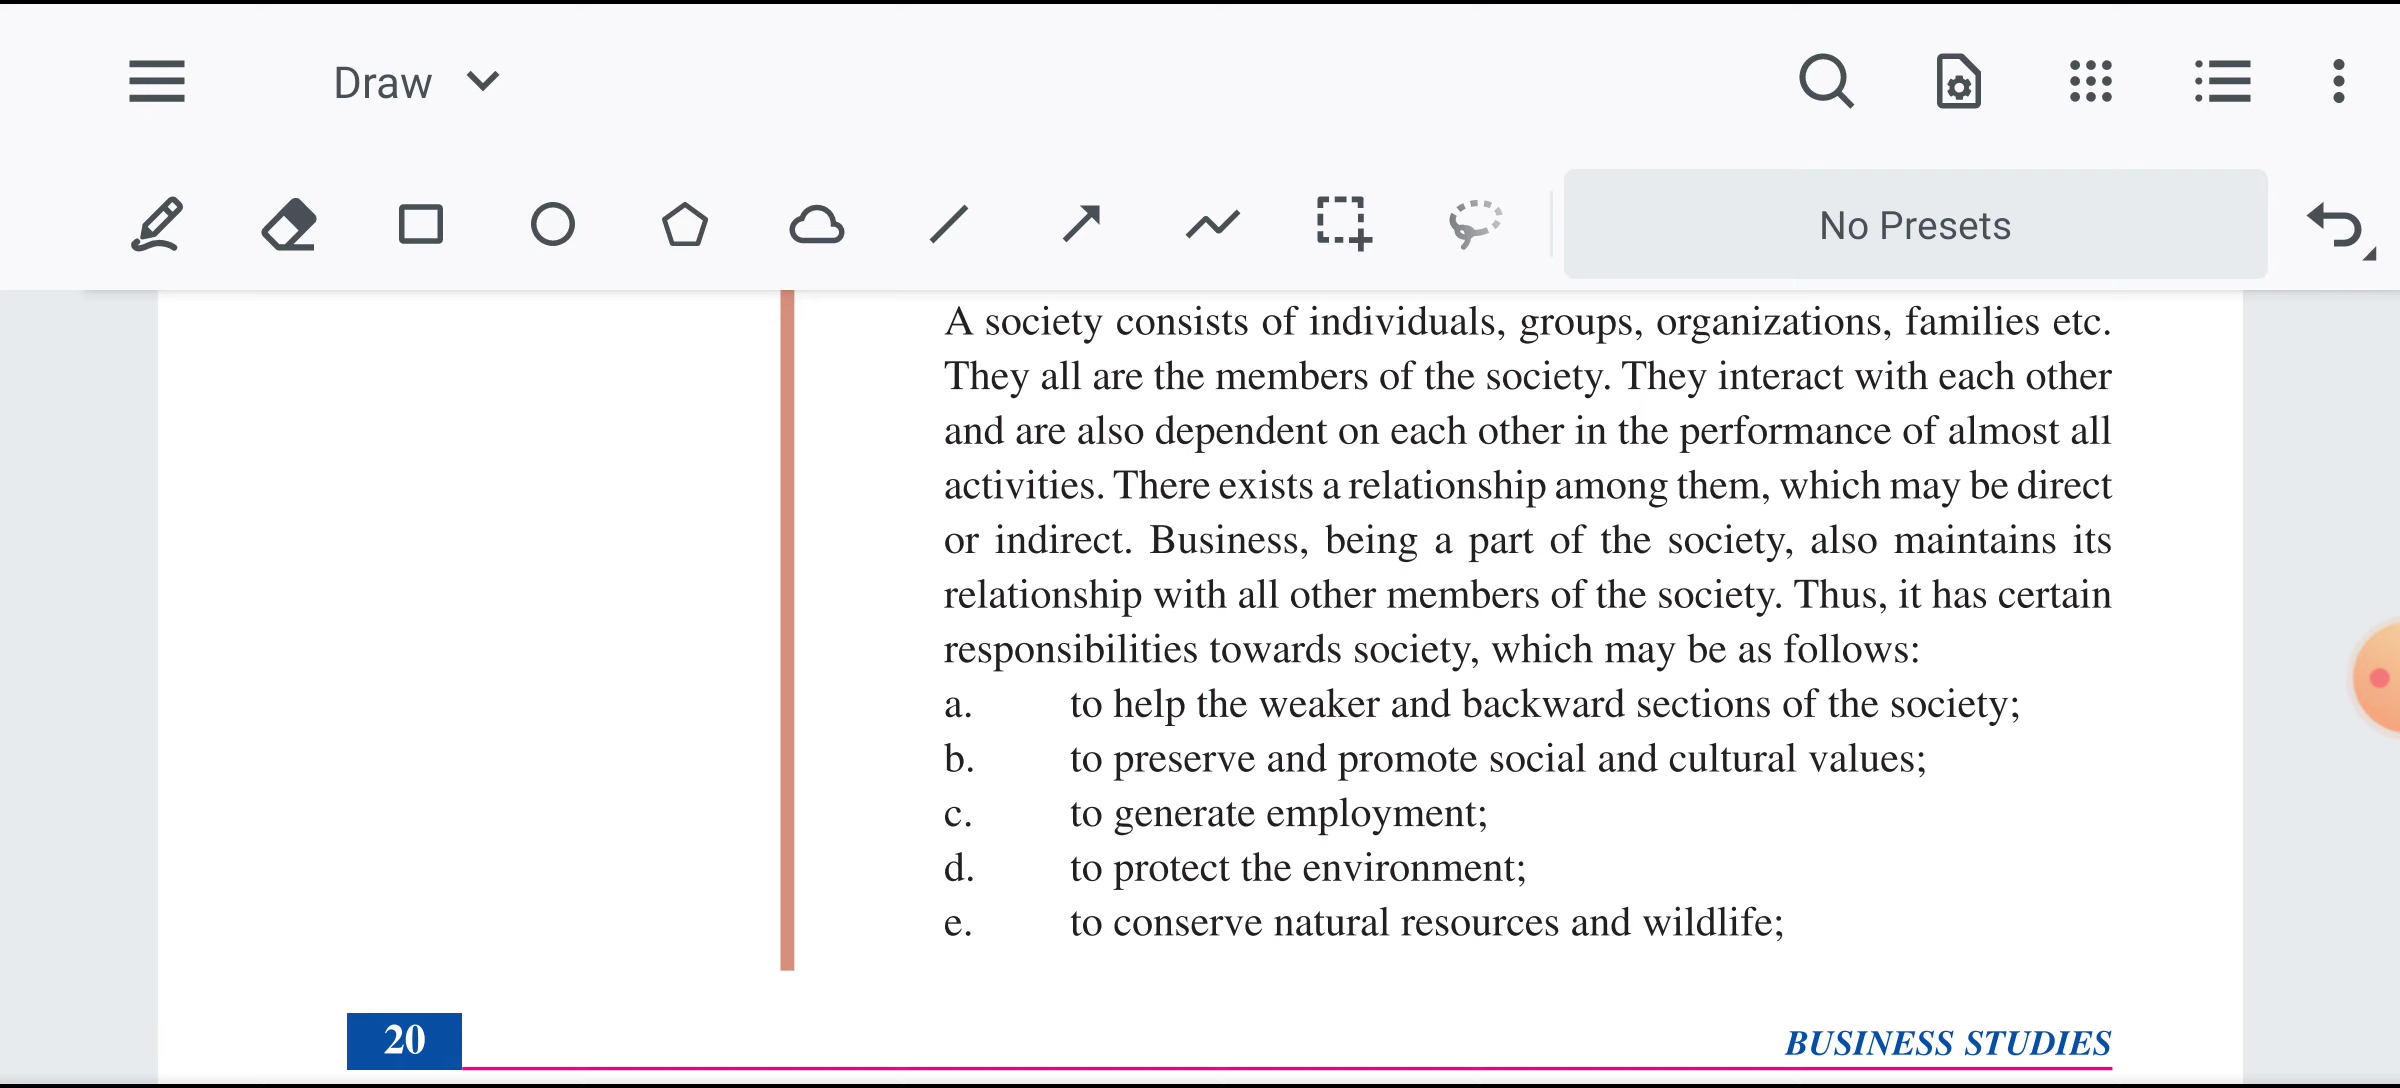 Draw
No Presets
A society consists of individuals, groups, organizations, families etc.
They all are the members of the society. They interact with each other
and are also dependent on each other in the performance of almost all
activities. There exists a relationship among them, which may be direct
or indirect. Business, being a part of the society, also maintains its
relationship with all other members of the society. Thus, it has certain
responsibilities towards society, which may be as follows:
a. to help the weaker and backward sections of the society;
b. to preserve and promote social and cultural values;
c. to generate employment;
d. to protect the environment;
e. to conserve natural resources and wildlife;
20
BUSINESS STUDIES